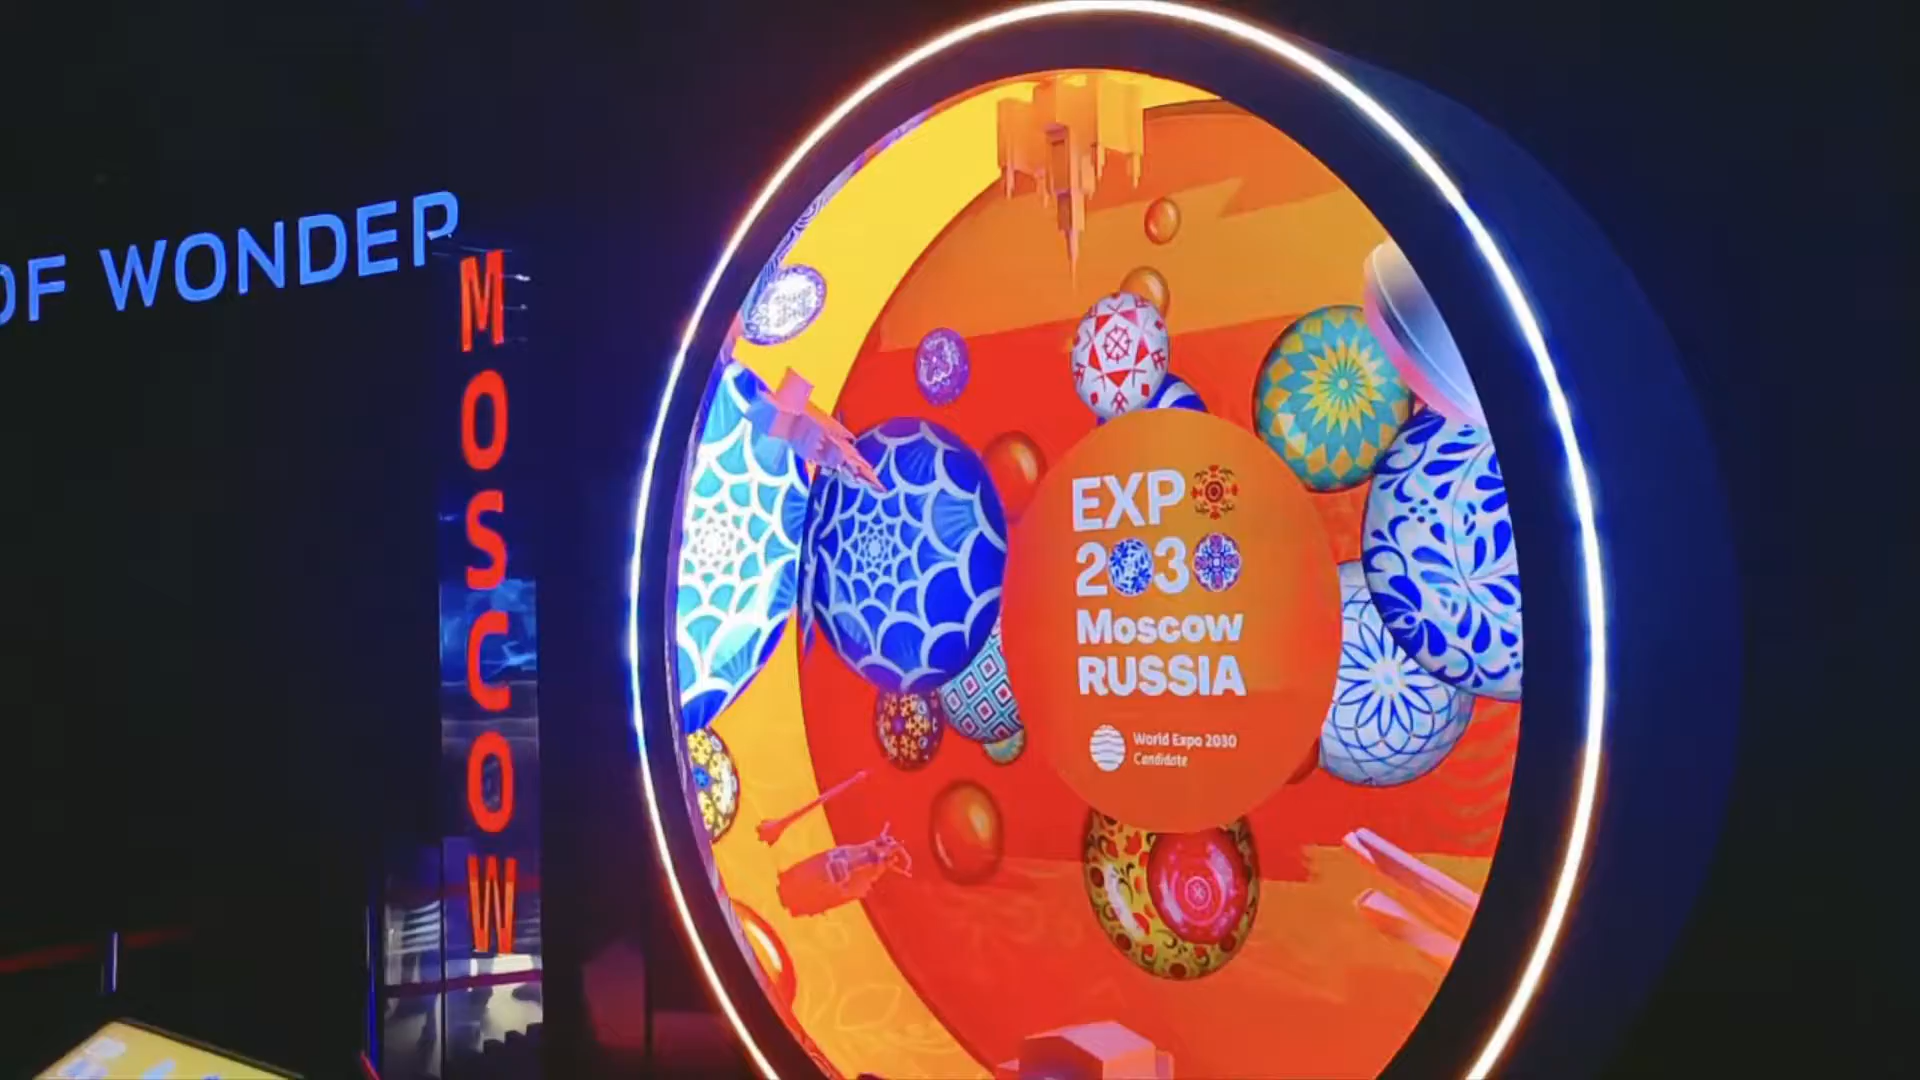 OF WONDER
MOSCOW
EXPO
2030
Moscow
RUSSIA
World Expo 2030
Candidate